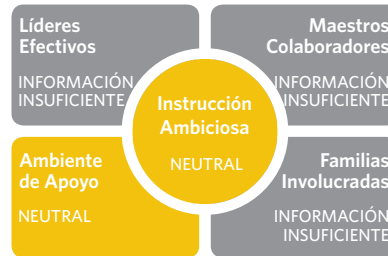 Líderes
Efectivos
INFORMACIÓN
INSUFICIENTE
Maestros
Colaboradores
INFORMACIÓN
INSUFICIENTE
Instrucción
Ambiciosa
NEUTRAL
Ambiente
de Apoyo
NEUTRAL
Familias
Involucradas
INFORMACIÓN
INSUFICIENTE